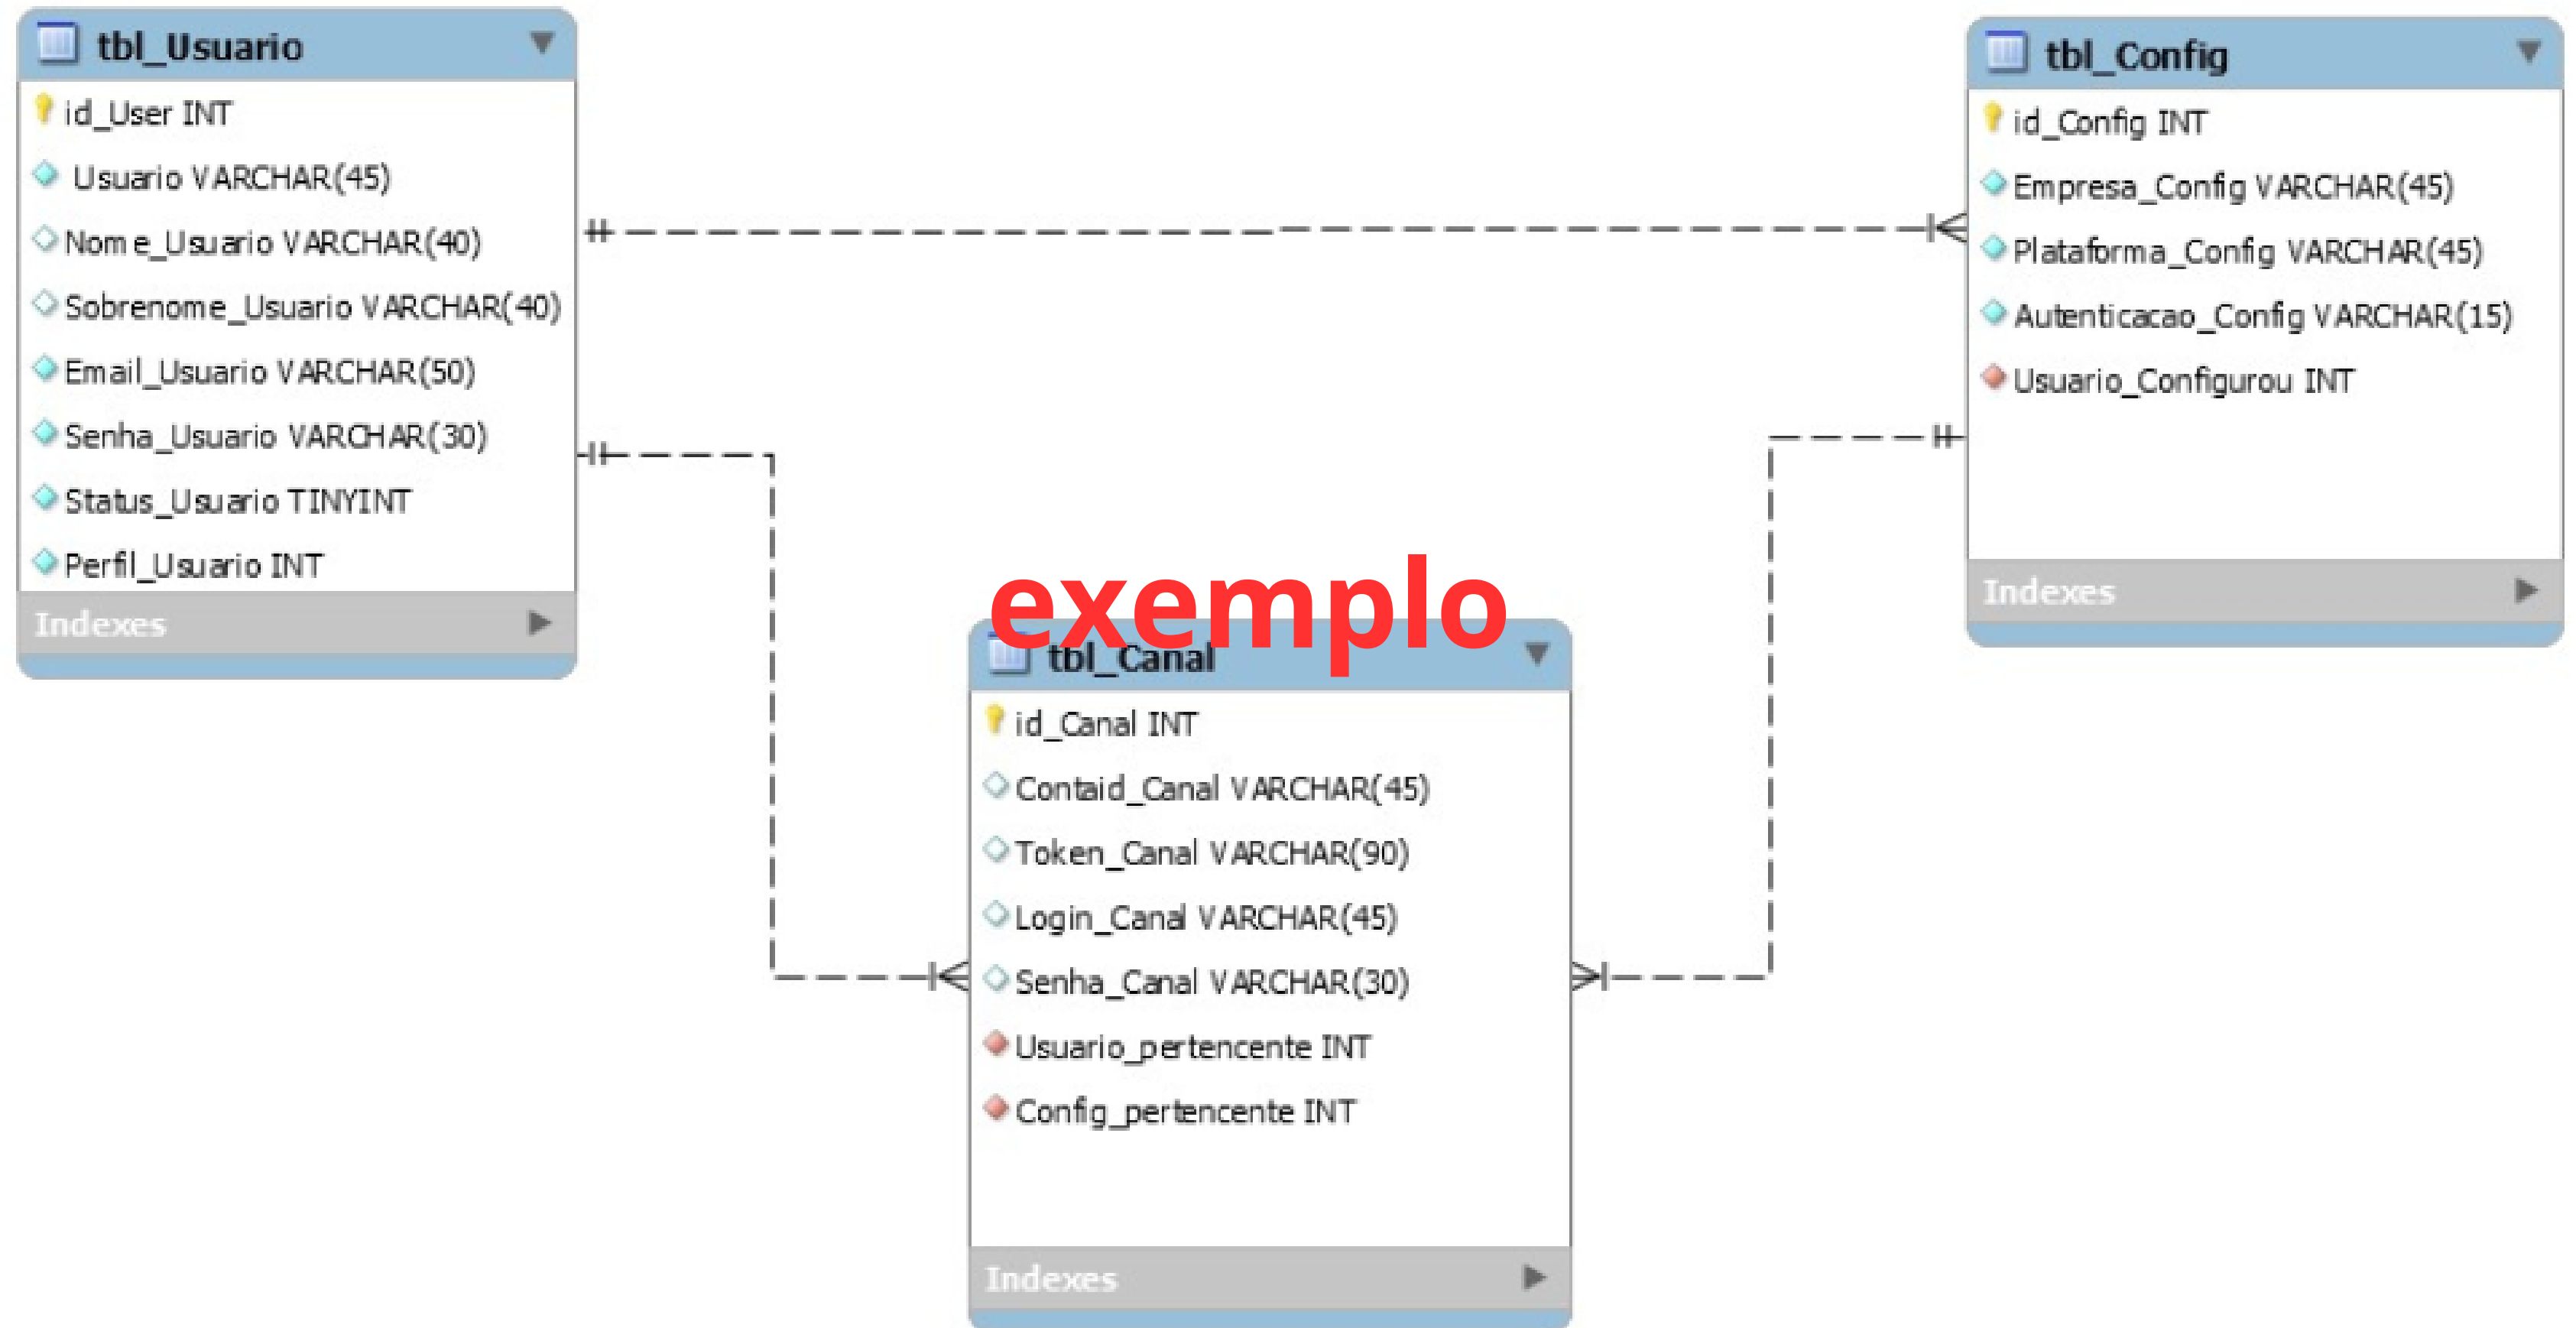 tbl_Usuario
id_User INT
Usuario VARCHAR(45)
Nome_Usuario VARCHAR(40)
Sobrenome_Usuario VARCHAR(40)
Email_Usuario VARCHAR(50)
Senha_Usuario VARCHAR(30)
Status_Usuario TINYINT
Perfil_Usuario INT
Indexes
tbl_Config
id_Config INT
Empresa_Config VARCHAR(45)
Plataforma_Config VARCHAR(45)
Autenticacao_Config VARCHAR(15)
Usuario_Configurou INT
Indexes
exemplo
tbl_Canal
id_Canal INT
Contaid_Canal VARCHAR(45)
Token_Canal VARCHAR(90)
Login_Canal VARCHAR(45)
Senha_Canal VARCHAR(30)
Usuario_pertencente INT
Config_pertencente INT
Indexes